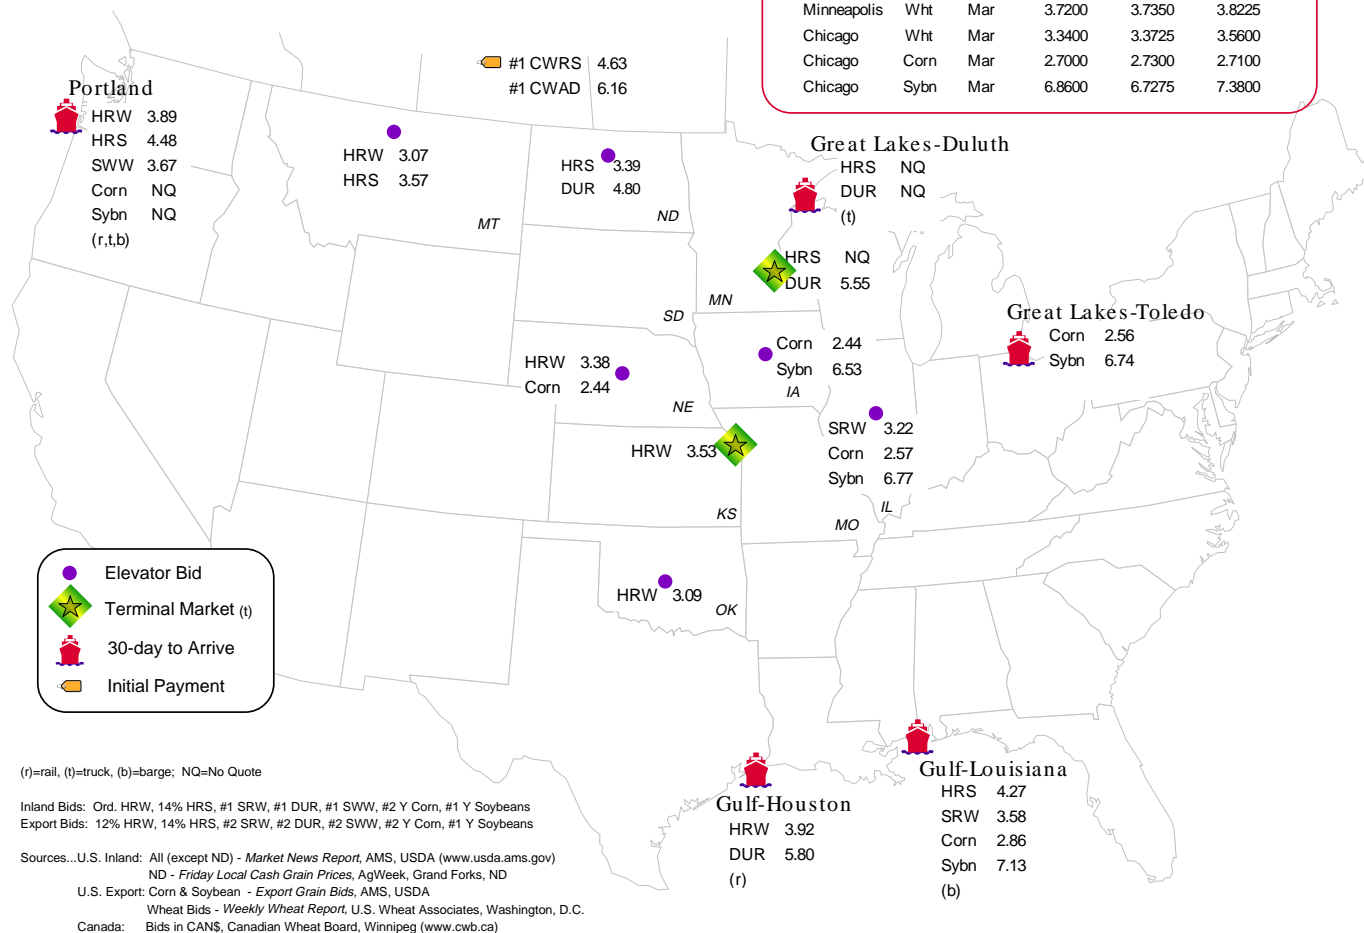 Minneapolis Wht Mar 3.7200 3.7350 3.8225
Chicago Wht Mar 3.3400 3.3725 3.5600
Chicago Corn Mar 2.7000 2.7300 2.7100
Chicago Sybn Mar 6.8600 6.7275 7.3800
#1 CWRS 4.63
#1 CWAD 6.16
Portland
HRW 3.89
HRS 4.48
SWW 3.67
Corn NQ
Sybn NQ
(r,t,b)
HRW 3.07
HRS 3.57
MT
HRS 3.39
DUR 4.80
ND
Great Lakes-Duluth
HRS NQ
DUR NQ
(t)
HRS NQ
DUR 5.55
MN
SD
Great Lakes-Toledo
Corn 2.56
Sybn 6.74
HRW 3.38
Corn 2.44
NE
Corn 2.44
Sybn 6.53
IA
SRW 3.22
Corn 2.57
Sybn 6.77
IL
HRW 3.53
KS
MO
HRW 3.09
OK
Elevator Bid
Terminal Market (t)
30-day to Arrive
Initial Payment
Gulf-Houston
HRW 3.92
DUR 5.80
(r)
Gulf-Louisiana
HRS 4.27
SRW 3.58
Corn 2.86
Sybn 7.13
(b)
(r)=rail, (t)=truck, (b)=barge; NQ=No Quote
Inland Bids: Ord. HRW, 14% HRS, #1 SRW, #1 DUR, #1 SWW, #2 Y Corn, #1 Y Soybeans
Export Bids: 12% HRW, 14% HRS, #2 SRW, #2 DUR, #2 SWW, #2 Y Corn, #1 Y Soybeans
Sources...U.S. Inland: All (except ND) - Market News Report, AMS, USDA (www.usda.ams.gov)
ND - Friday Local Cash Grain Prices, AgWeek, Grand Forks, ND
U.S. Export: Corn & Soybean - Export Grain Bids, AMS, USDA
Wheat Bids - Weekly Wheat Report, U.S. Wheat Associates, Washington, D.C.
Canada: Bids in CAN$, Canadian Wheat Board, Winnipeg (www.cwb.ca)